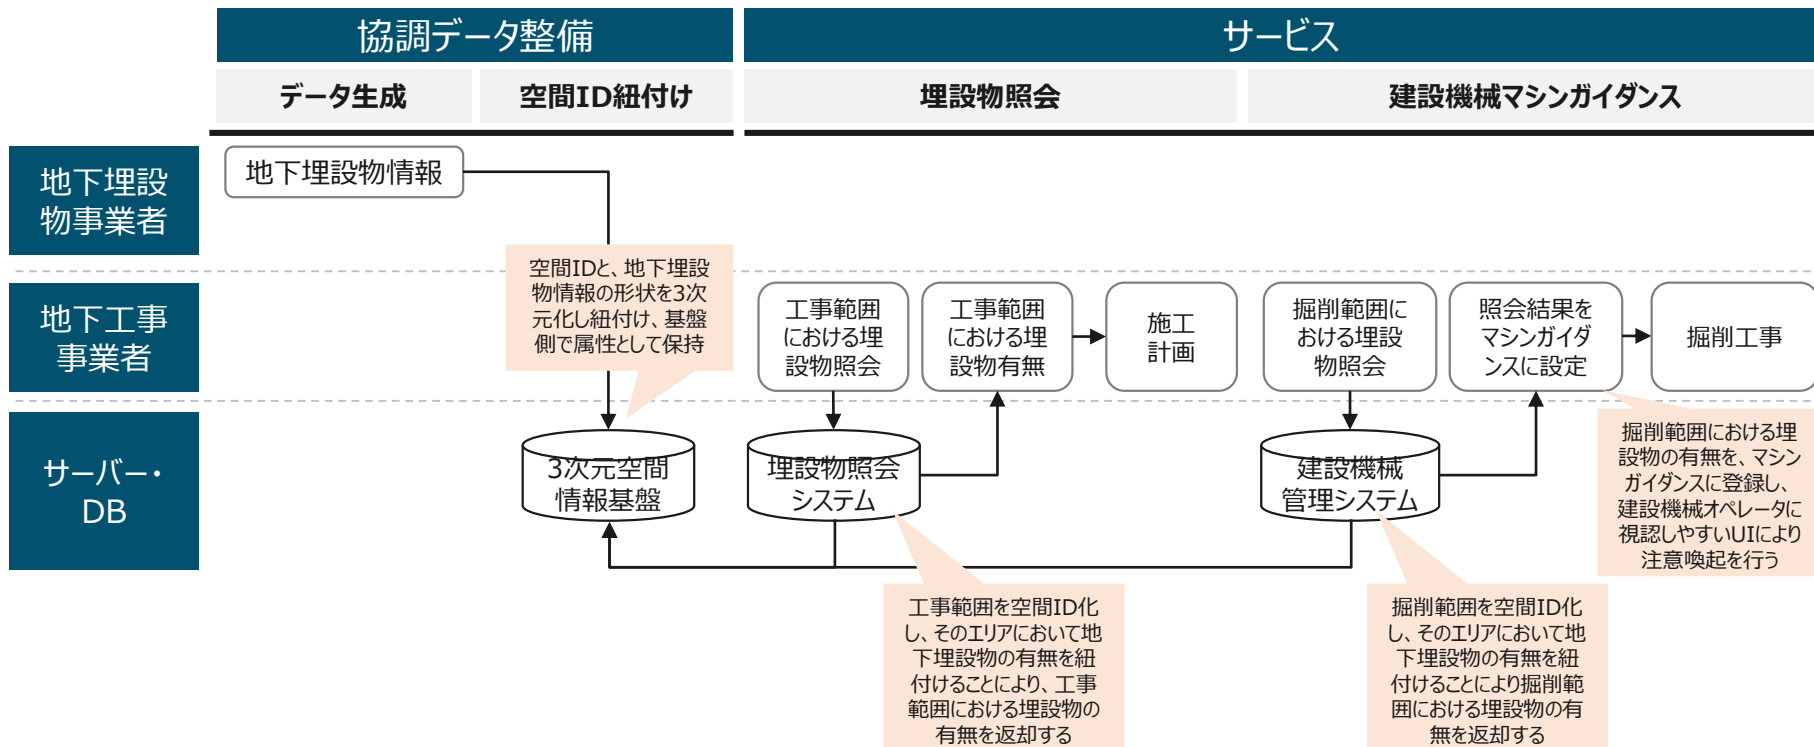 協調データ整備
サービス
データ生成
空間ID紐付け
埋設物照会
建設機械マシンガイダンス
地下埋設
物事業者
地下埋設物情報
空間IDと、地下埋設
物情報の形状を3次
元化し紐付け、基盤
側で属性として保持
地下工事
事業者
工事範囲
における埋
設物照会
工事範囲
における埋
設物有無
施工
計画
掘削範囲に
おける埋設
物照会
照会結果を
マシンガイダ
ンスに設定
掘削工事
サーバー・
DB
3次元空間
情報基盤
埋設物照会
システム
建設機械
管理システム
掘削範囲における埋
設物の有無を、マシン
ガイダンスに登録し、
建設機械オペレータに
視認しやすいUIにより
注意喚起を行う
工事範囲を空間ID化
し、そのエリアにおいて地
下埋設物の有無を紐
付けることにより、工事
範囲における埋設物の
有無を返却する
掘削範囲を空間ID化
し、そのエリアにおいて地
下埋設物の有無を紐
付けることにより掘削範
囲における埋設物の有
無を返却する